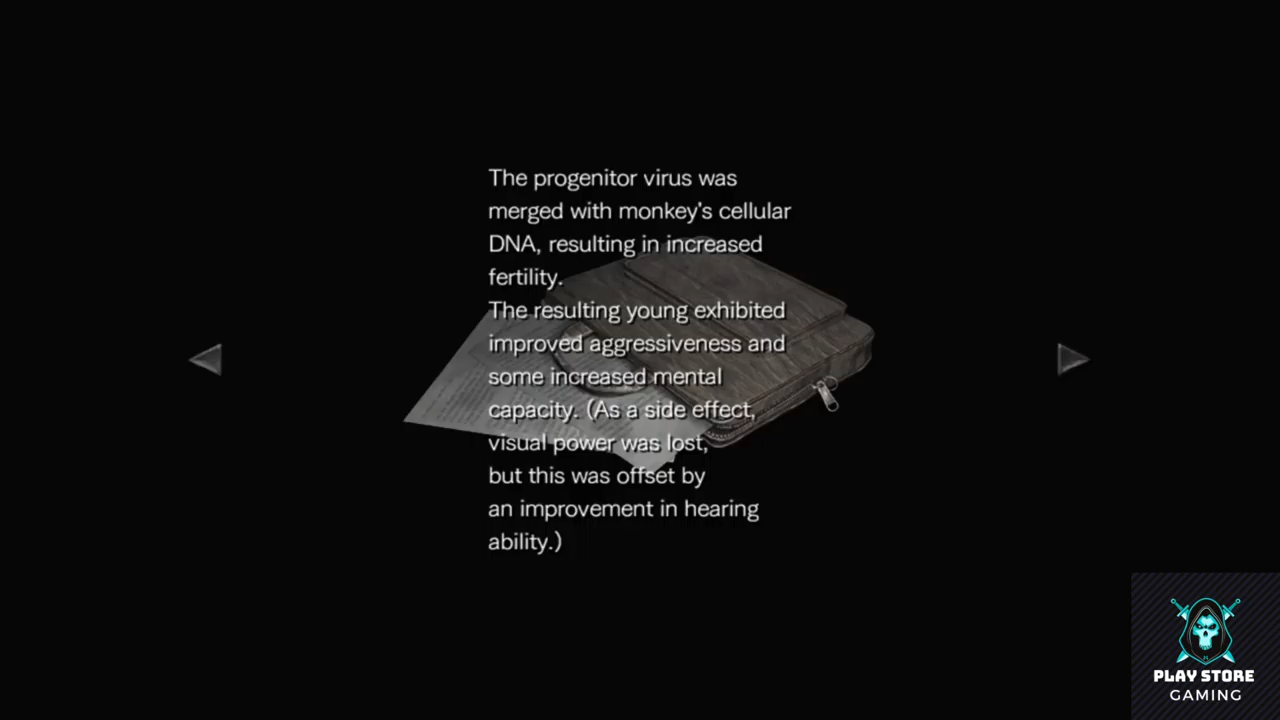 The progenitor virus was
merged with monkey's cellular
DNA, resulting in increased
fertility.
The resulting young exhibited
improved aggressiveness and
some increased mental
capacity. (As a side effect,
visual power was lost,
but this was offset by
an improvement in hearing
ability.)
PLAY STORE
GAMING